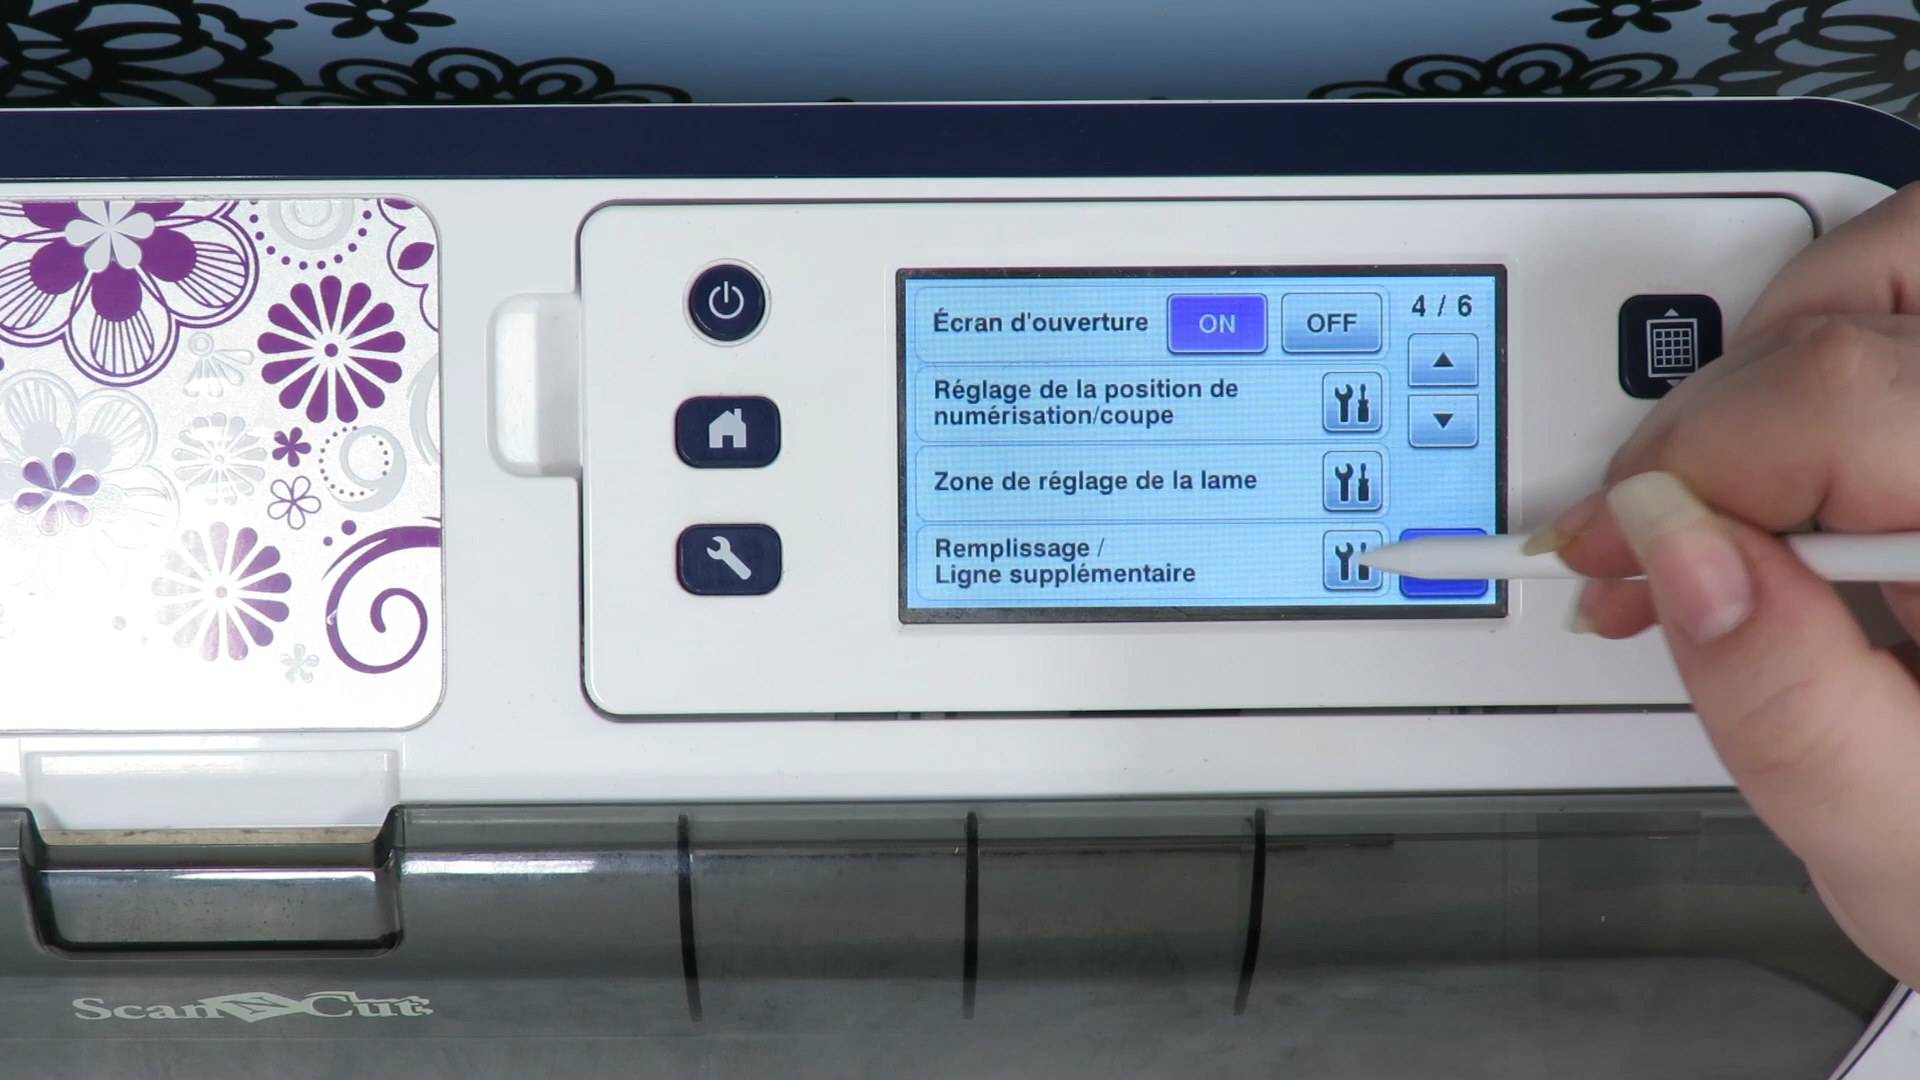 Écran d'ouverture ON OFF 4 / 6
Réglage de la position de
numérisation/coupe
Zone de réglage de la lame
Remplissage /
Ligne supplémentaire
ScanNCut